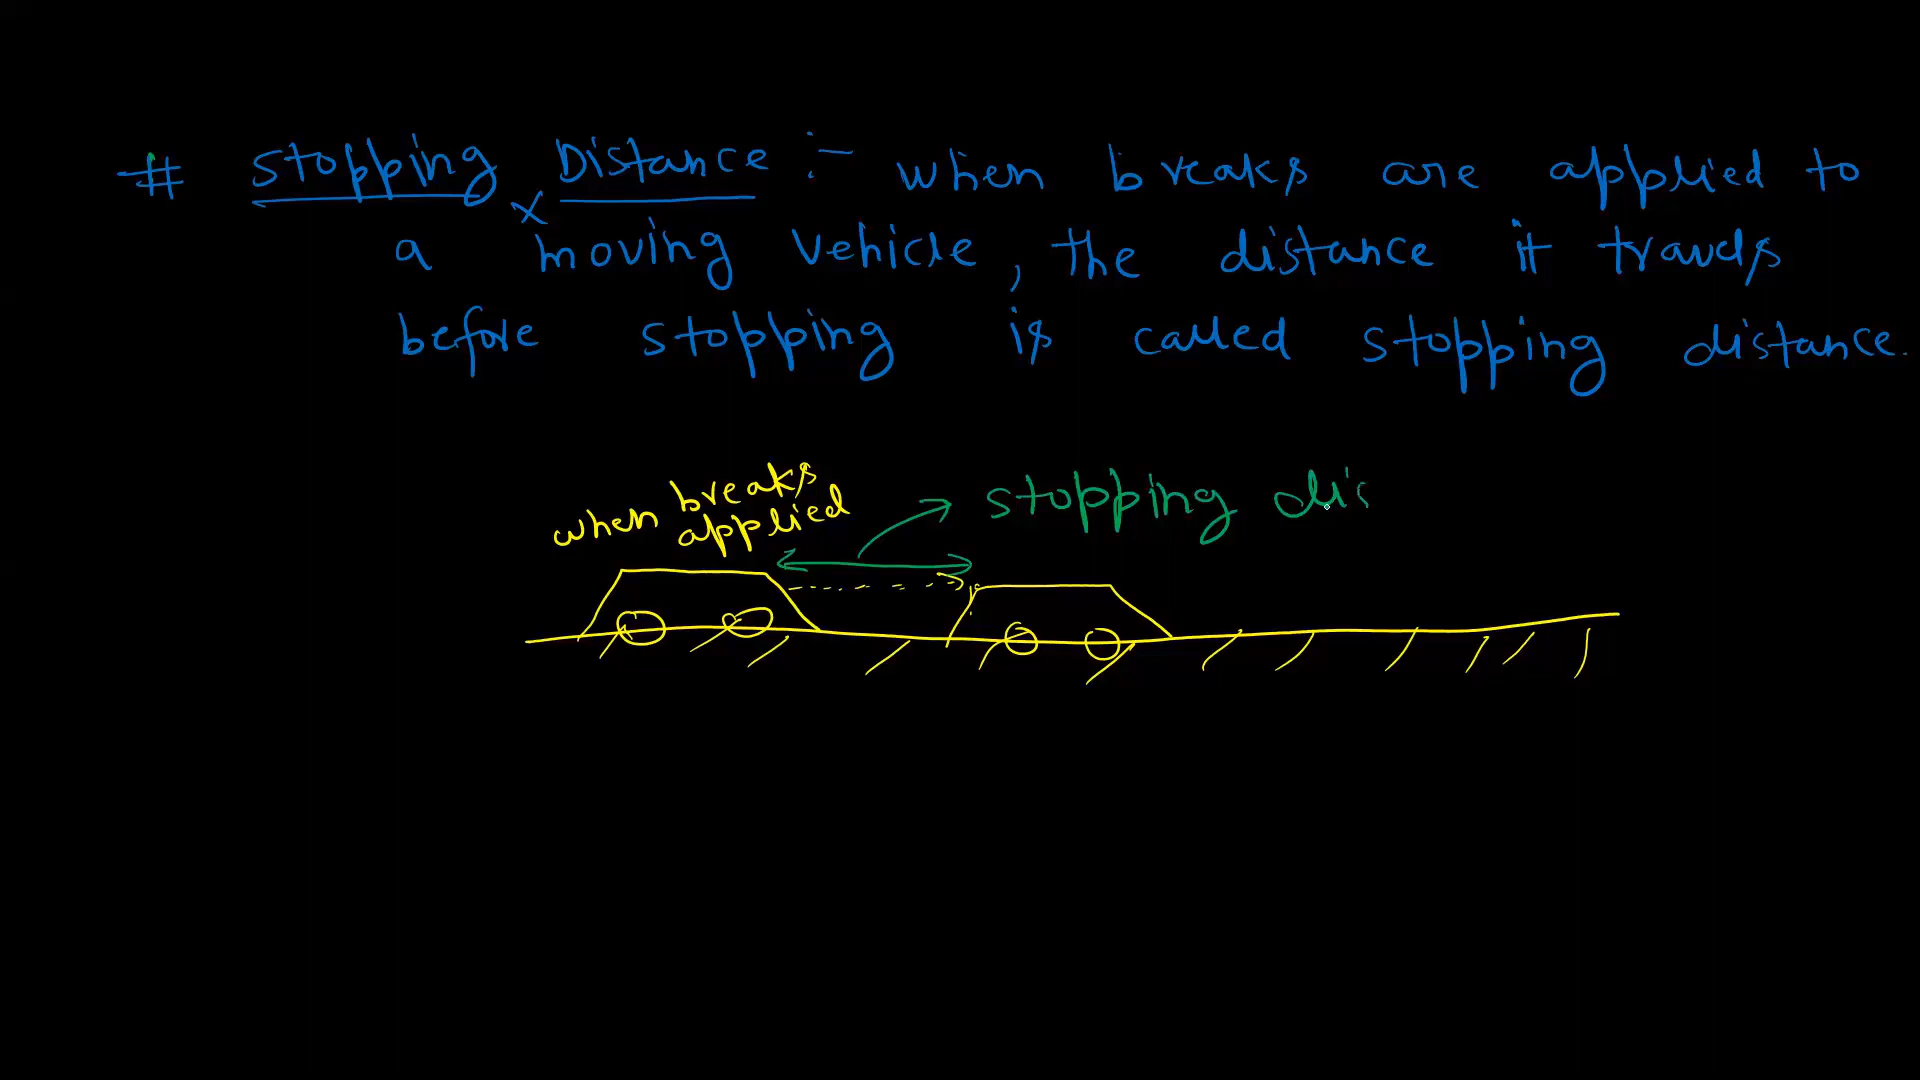 # Stopping Distance :- when breaks are applied to
a moving vehicle, the distance it travels
before stopping is called stopping distance.
when breaks
applied
stopping dis